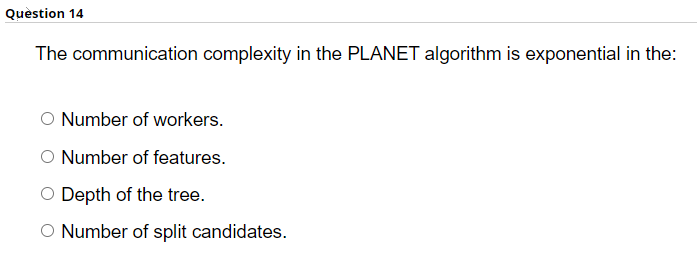 Question 14
The communication complexity in the PLANET algorithm is exponential in the:
Number of workers.
Number of features.
Depth of the tree.
Number of split candidates.